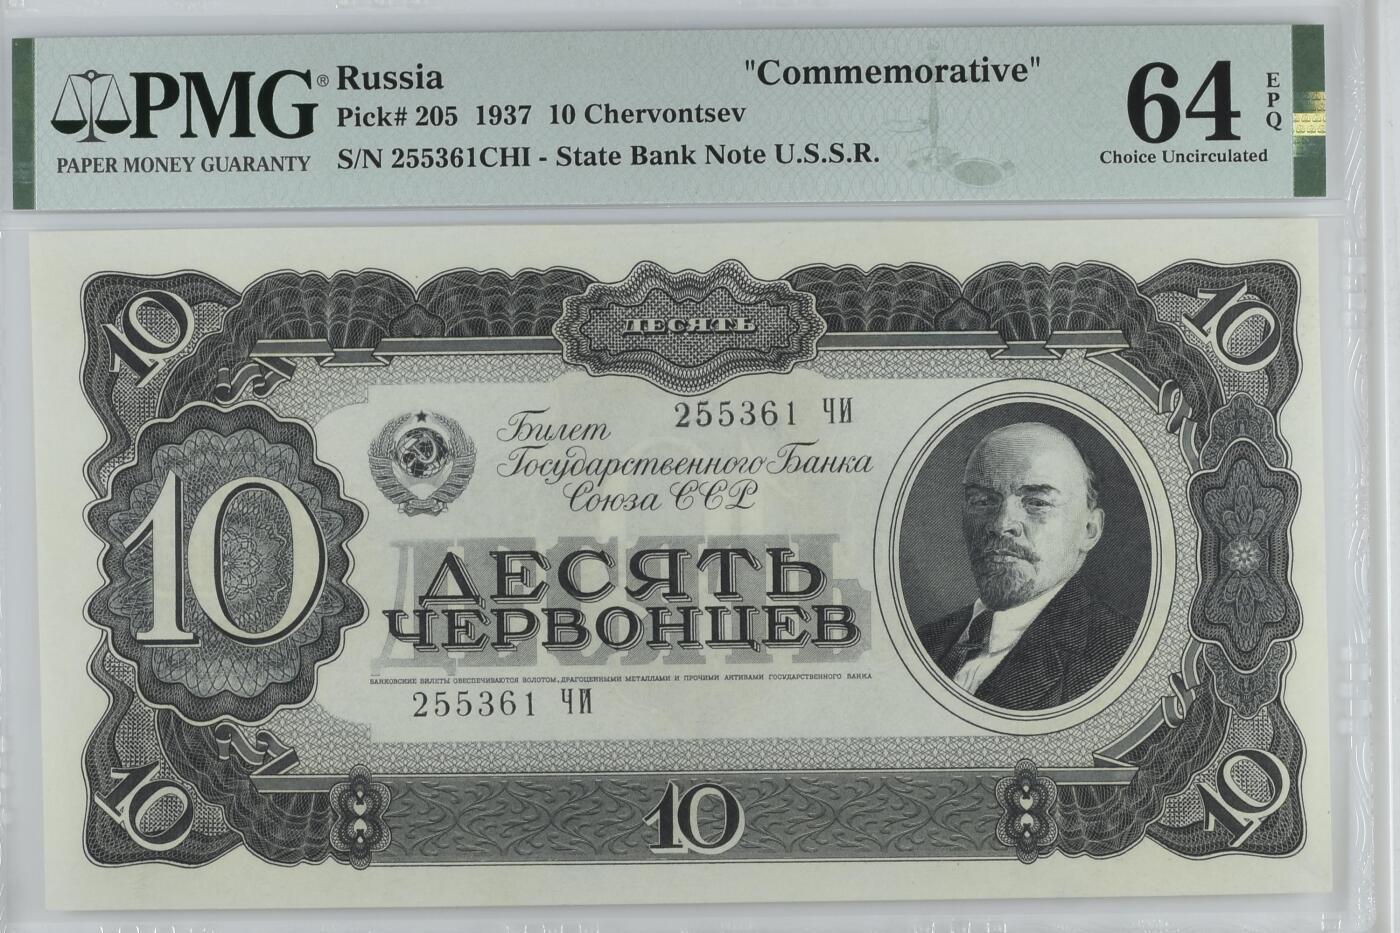 PMG®
PAPER MONEY GUARANTY
Russia
"Commemorative"
Pick# 205 1937 10 Chervontsev
S/N 255361CHI - State Bank Note U.S.S.R.
64
EPQ
Choice Uncirculated
10
ДЕСЯТЬ
10
255361 ЧИ
Билет
Государственного Банка
Союза ССР
10
ДЕСЯТЬ
ДЕСЯТЬ
ЧЕРВОНЦЕВ
БАНКОВСКИЕ БИЛЕТЫ ОБЕСПЕЧИВАЮТСЯ ЗОЛОТОМ, ДРАГОЦЕННЫМИ МЕТАЛЛАМИ И ПРОЧИМИ АКТИВАМИ ГОСУДАРСТВЕННОГО БАНКА
255361 ЧИ
10
10
10